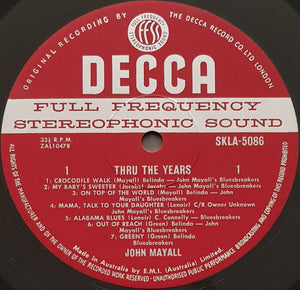 ORIGINAL RECORDING BY THE DECCA RECORD CO. LTD. LONDON
FULL FREQUENCY
FFSS
STEREOPHONIC SOUND
DECCA
FULL FREQUENCY
STEREOPHONIC SOUND
33⅓ R.P.M.
ZAL10478
SKLA-5086
1 THRU THE YEARS 1
1: CROCODILE WALK (Mayall) Belinda — John Mayall's Bluesbreakers
2: MY BABY'S SWEETER (Jacobs) Jacobs — John Mayall's Bluesbreakers
3: ON TOP OF THE WORLD (Mayall) Belinda —
John Mayall's Bluesbreakers
4: MAMA, TALK TO YOUR DAUGHTER (Lenoir) C/R Owner Unknown
John Mayall's Bluesbreakers
5: ALABAMA BLUES (Lenoir) C. Connelly — Bluesbreakers
6: OUT OF REACH (Green) Belinda — Bluesbreakers
7: GREENY (Green) Belinda —
Bluesbreakers
JOHN MAYALL
Made in Australia by E.M.I. (Australia) Limited.
ALL RIGHTS OF THE MANUFACTURER AND OF THE OWNER OF THE RECORDED WORK RESERVED—UNAUTHORISED PUBLIC PERFORMANCE BROADCASTING AND COPYING OF THIS RECORD PROHIBITED